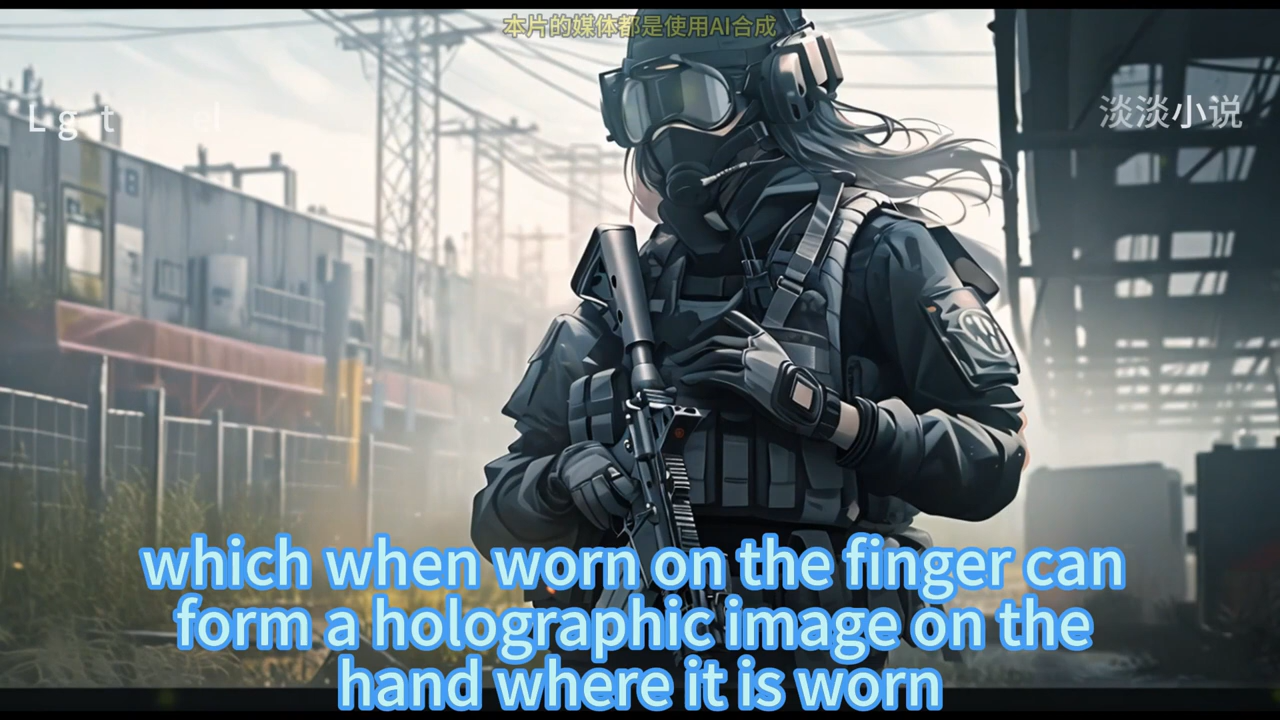 本片的媒体都是使用AI合成
淡淡小说
which when worn on the finger can
form a holographic image on the
hand where it is worn